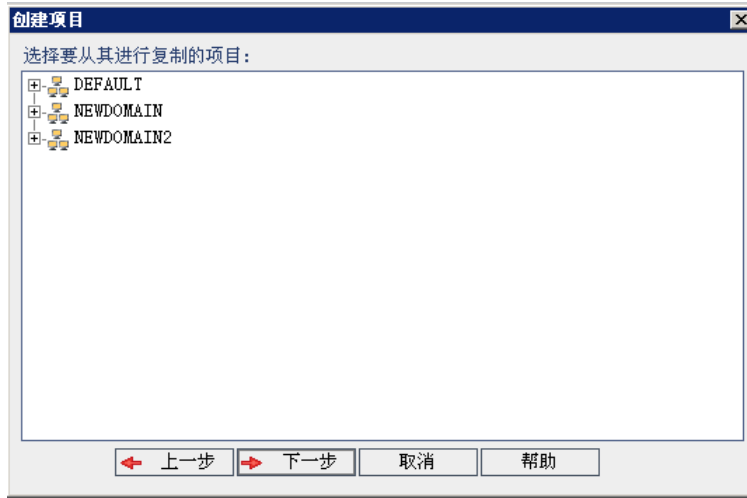 创建项目
选择要从其进行复制的项目:
DEFAULT
NEWDOMAIN
NEWDOMAIN2
上一步 下一步 取消 帮助